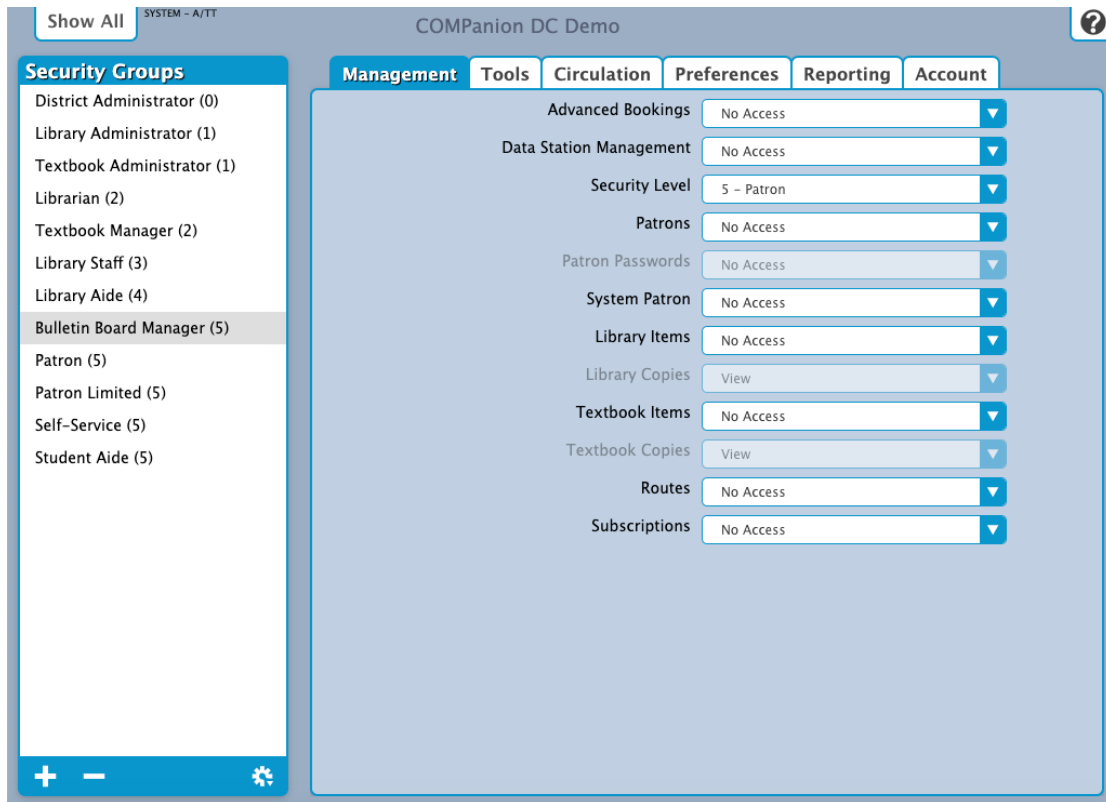 Show All
SYSTEM – A/TT
COMPanion DC Demo
?
Security Groups
District Administrator (0)
Library Administrator (1)
Textbook Administrator (1)
Librarian (2)
Textbook Manager (2)
Library Staff (3)
Library Aide (4)
Bulletin Board Manager (5)
Patron (5)
Patron Limited (5)
Self-Service (5)
Student Aide (5)
Management Tools Circulation Preferences Reporting Account
Advanced Bookings No Access
Data Station Management No Access
Security Level 5 – Patron
Patrons No Access
Patron Passwords No Access
System Patron No Access
Library Items No Access
Library Copies View
Textbook Items No Access
Textbook Copies View
Routes No Access
Subscriptions No Access